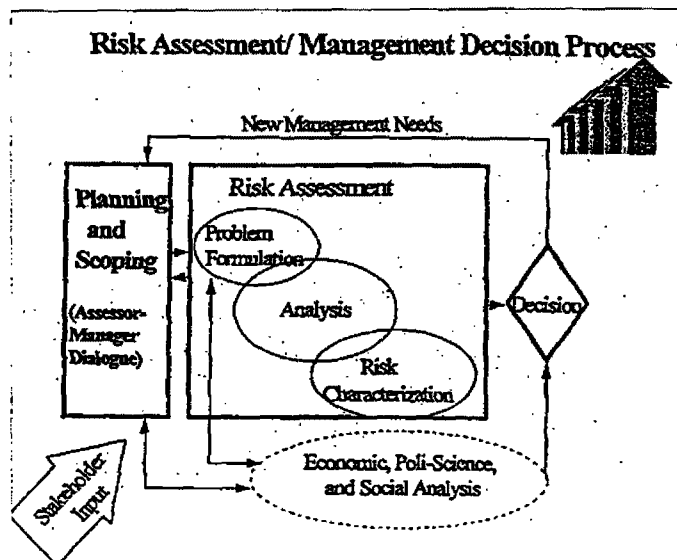 Risk Assessment/ Management Decision Process
New Management Needs
Planning
and
Scoping
(Assessor-
Manager
Dialogue)
Risk Assessment
Problem
Formulation
Analysis
Risk
Characterization
Decision
Economic, Poli-Science,
and Social Analysis
Stakeholder
Input